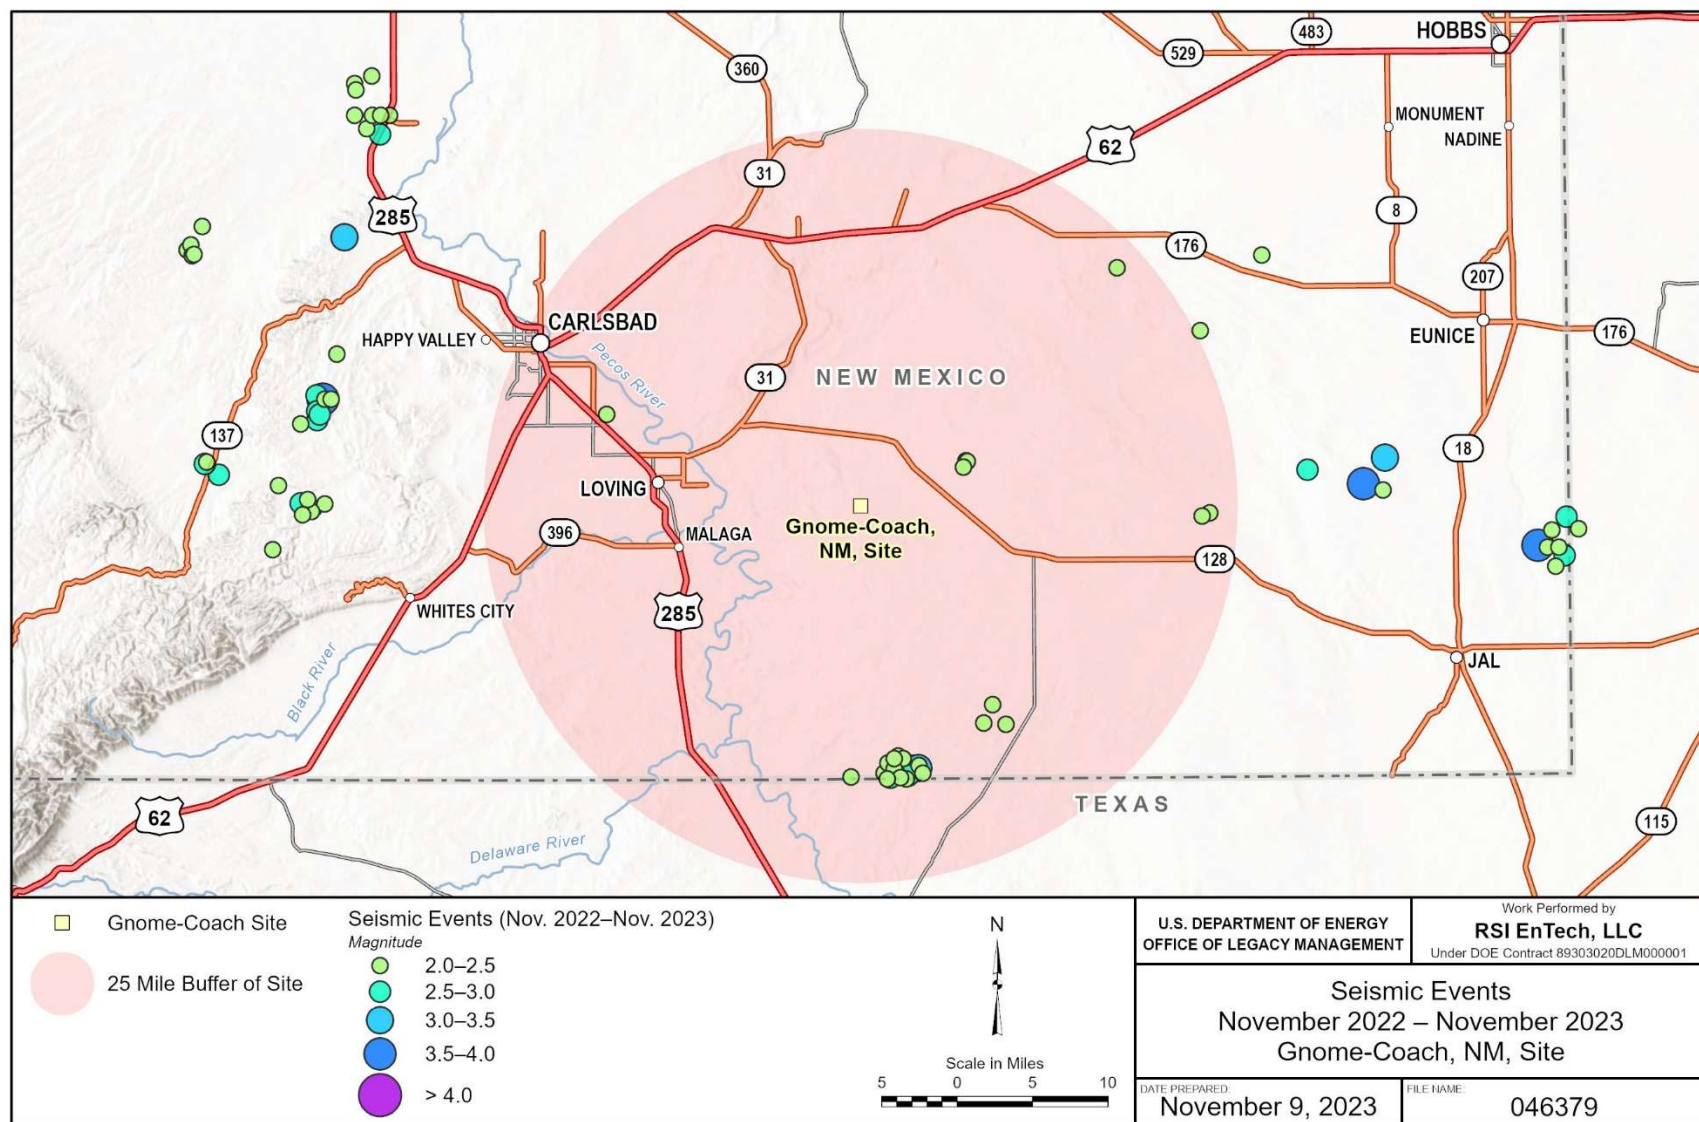 HOBBS
483
529
360
MONUMENT
NADINE
62
31
285
8
176
207
CARLSBAD
HAPPY VALLEY
EUNICE
176
Pecos River
31
NEW MEXICO
137
18
LOVING
Gnome-Coach,
NM, Site
396
MALAGA
128
WHITES CITY
285
JAL
Black River
TEXAS
62
115
Delaware River
Gnome-Coach Site
25 Mile Buffer of Site
Seismic Events (Nov. 2022–Nov. 2023)
Magnitude
2.0–2.5
2.5–3.0
3.0–3.5
3.5–4.0
> 4.0
N
Scale in Miles
5 0 5 10
U.S. DEPARTMENT OF ENERGY
OFFICE OF LEGACY MANAGEMENT
Work Performed by
RSI EnTech, LLC
Under DOE Contract 89303020DLM000001
Seismic Events
November 2022 – November 2023
Gnome-Coach, NM, Site
DATE PREPARED:
November 9, 2023
FILE NAME:
046379